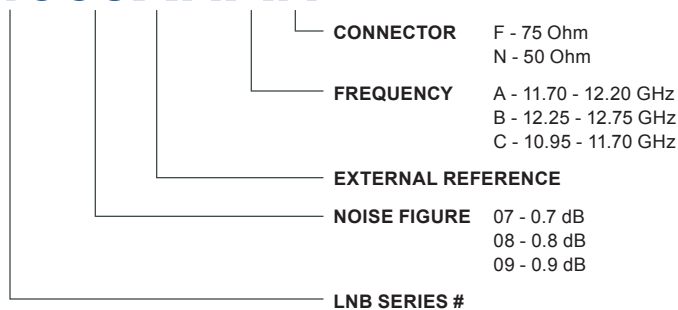 CONNECTOR F - 75 Ohm
N - 50 Ohm
FREQUENCY A - 11.70 - 12.20 GHz
B - 12.25 - 12.75 GHz
C - 10.95 - 11.70 GHz
EXTERNAL REFERENCE
NOISE FIGURE 07 - 0.7 dB
08 - 0.8 dB
09 - 0.9 dB
LNB SERIES #